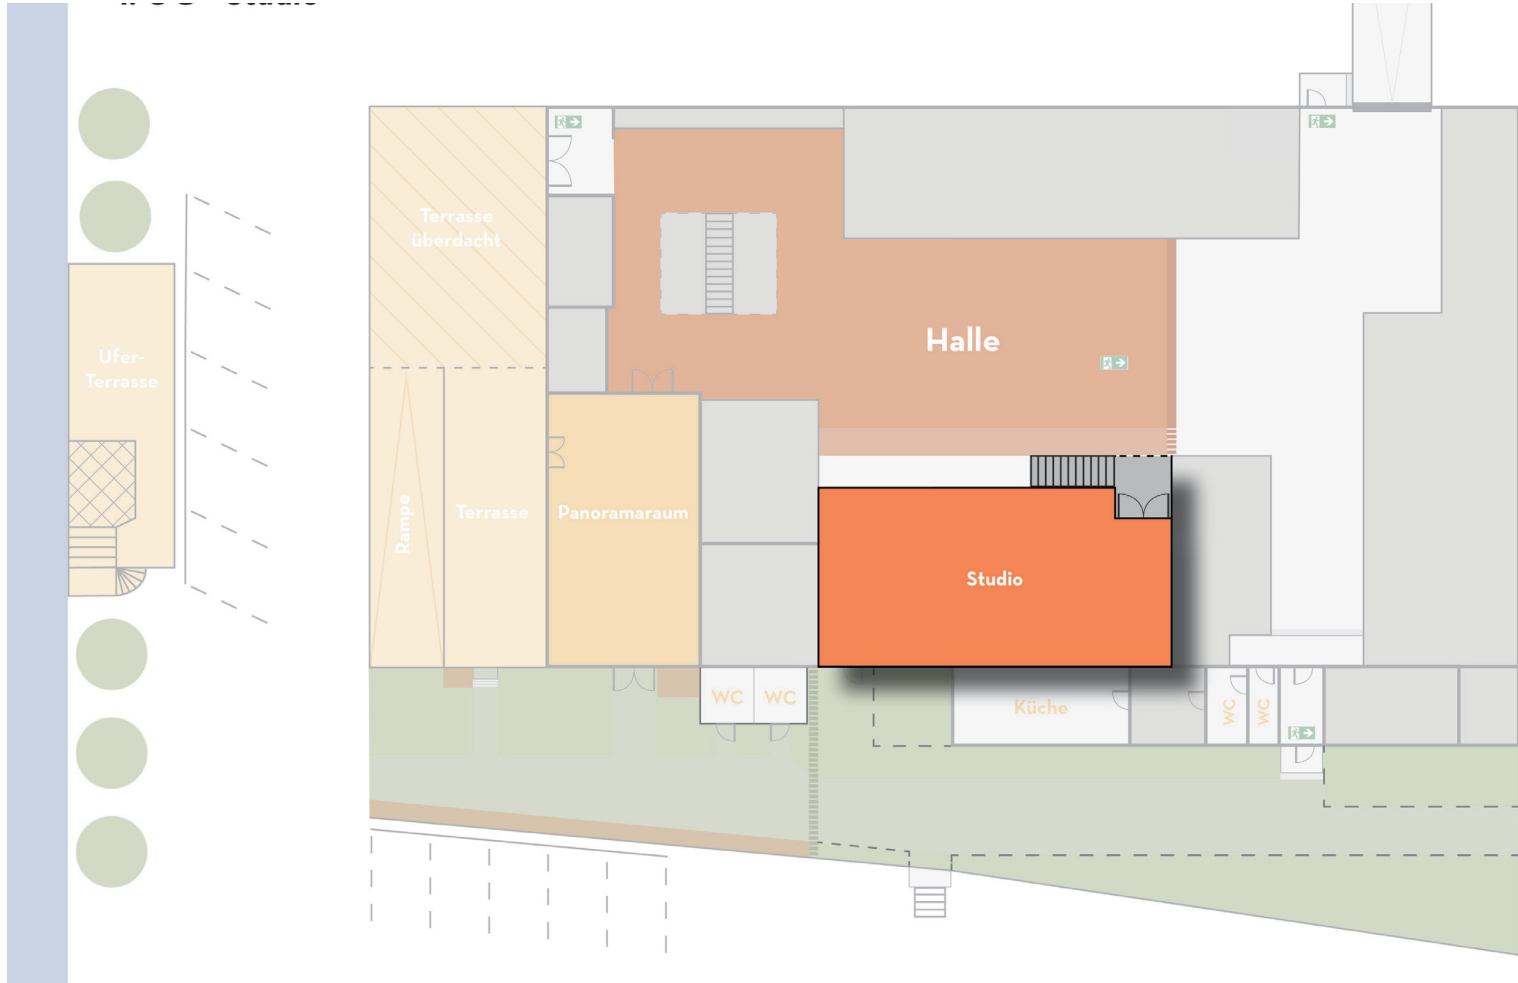 Terrasse
überdacht
Halle
Ufer-
Terrasse
Rampe
Terrasse
Panoramaraum
Studio
WC
WC
Küche
WC
WC